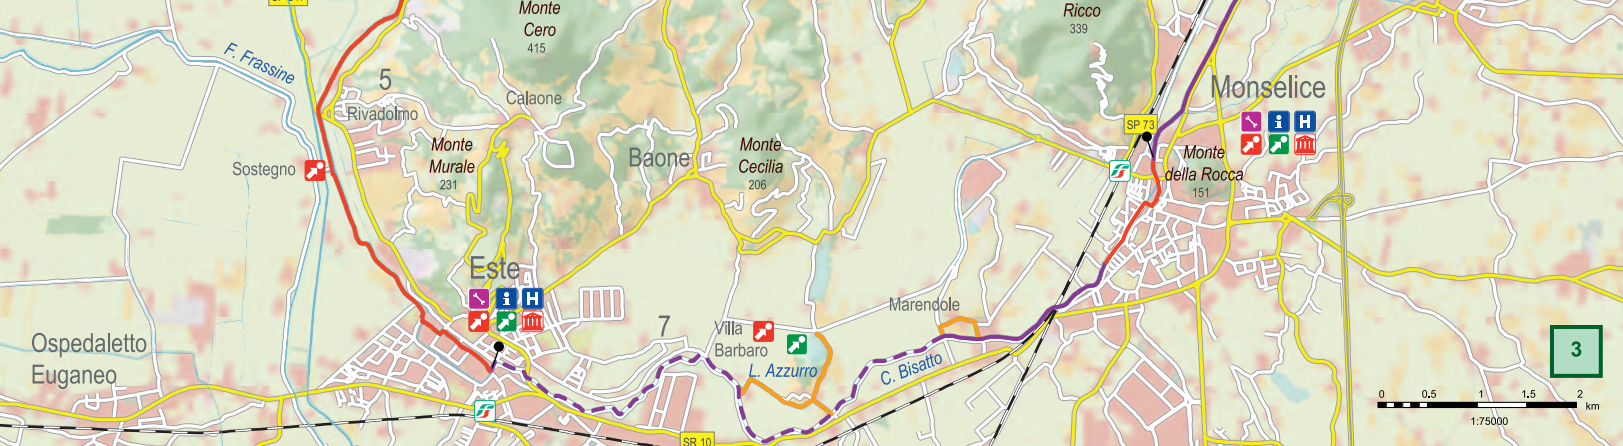 Monte
Cero
415
Ricco
339
F. Frassine
5
Rivadolmo
Calaone
Monselice
SP 73
i
H
Monte
Murale
231
Baone
Monte
Cecilia
206
Monte
della Rocca
151
Sostegno
Este
i
H
Marendole
Ospedaletto
Euganeo
7
Villa
Barbaro
L. Azzurro
C. Bisatto
3
0 0.5 1 1.5 2
km
1:75000
SR 10